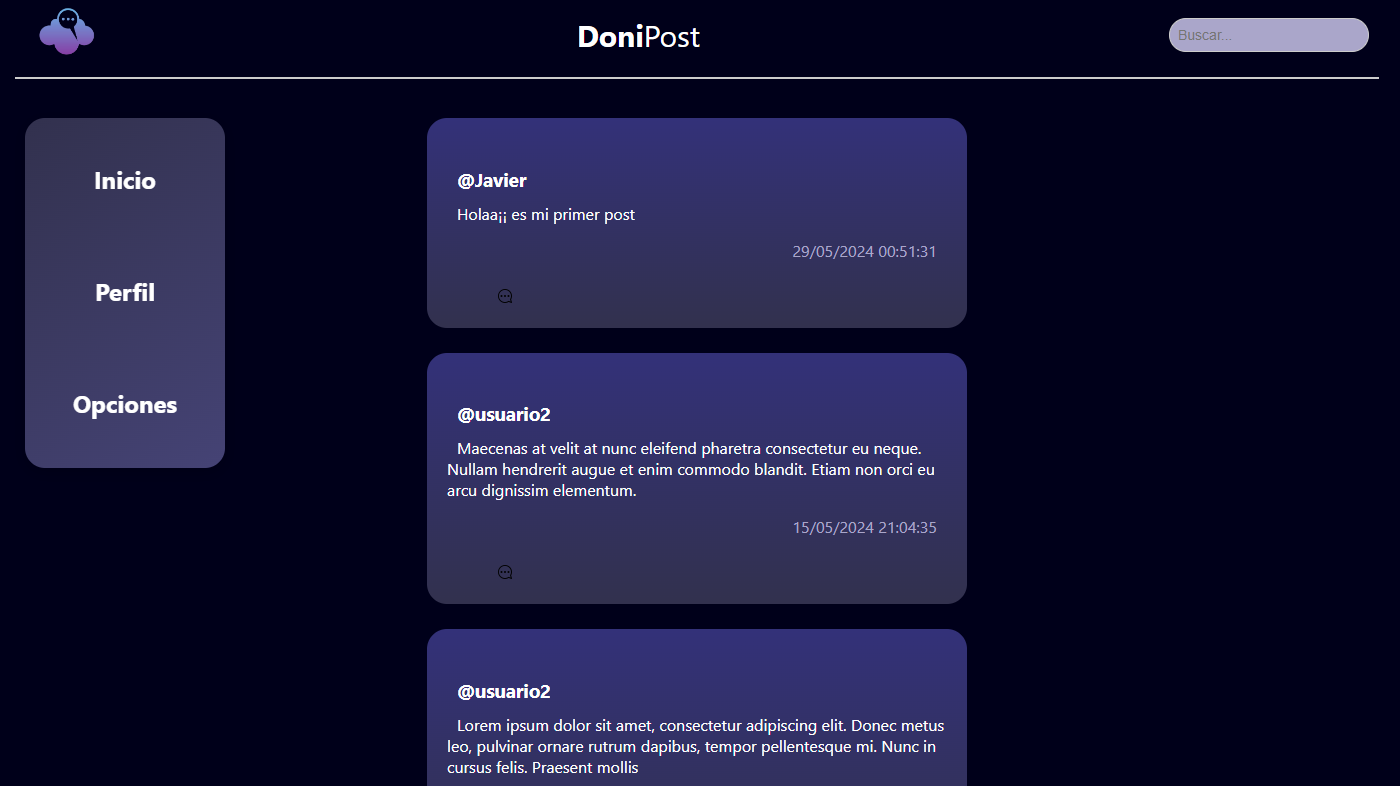 DoniPost
Buscar...
Inicio
Perfil
Opciones
@Javier
Holaa¡¡ es mi primer post
29/05/2024 00:51:31
@usuario2
Maecenas at velit at nunc eleifend pharetra consectetur eu neque.
Nullam hendrerit augue et enim commodo blandit. Etiam non orci eu
arcu dignissim elementum.
15/05/2024 21:04:35
@usuario2
Lorem ipsum dolor sit amet, consectetur adipiscing elit. Donec metus
leo, pulvinar ornare rutrum dapibus, tempor pellentesque mi. Nunc in
cursus felis. Praesent mollis